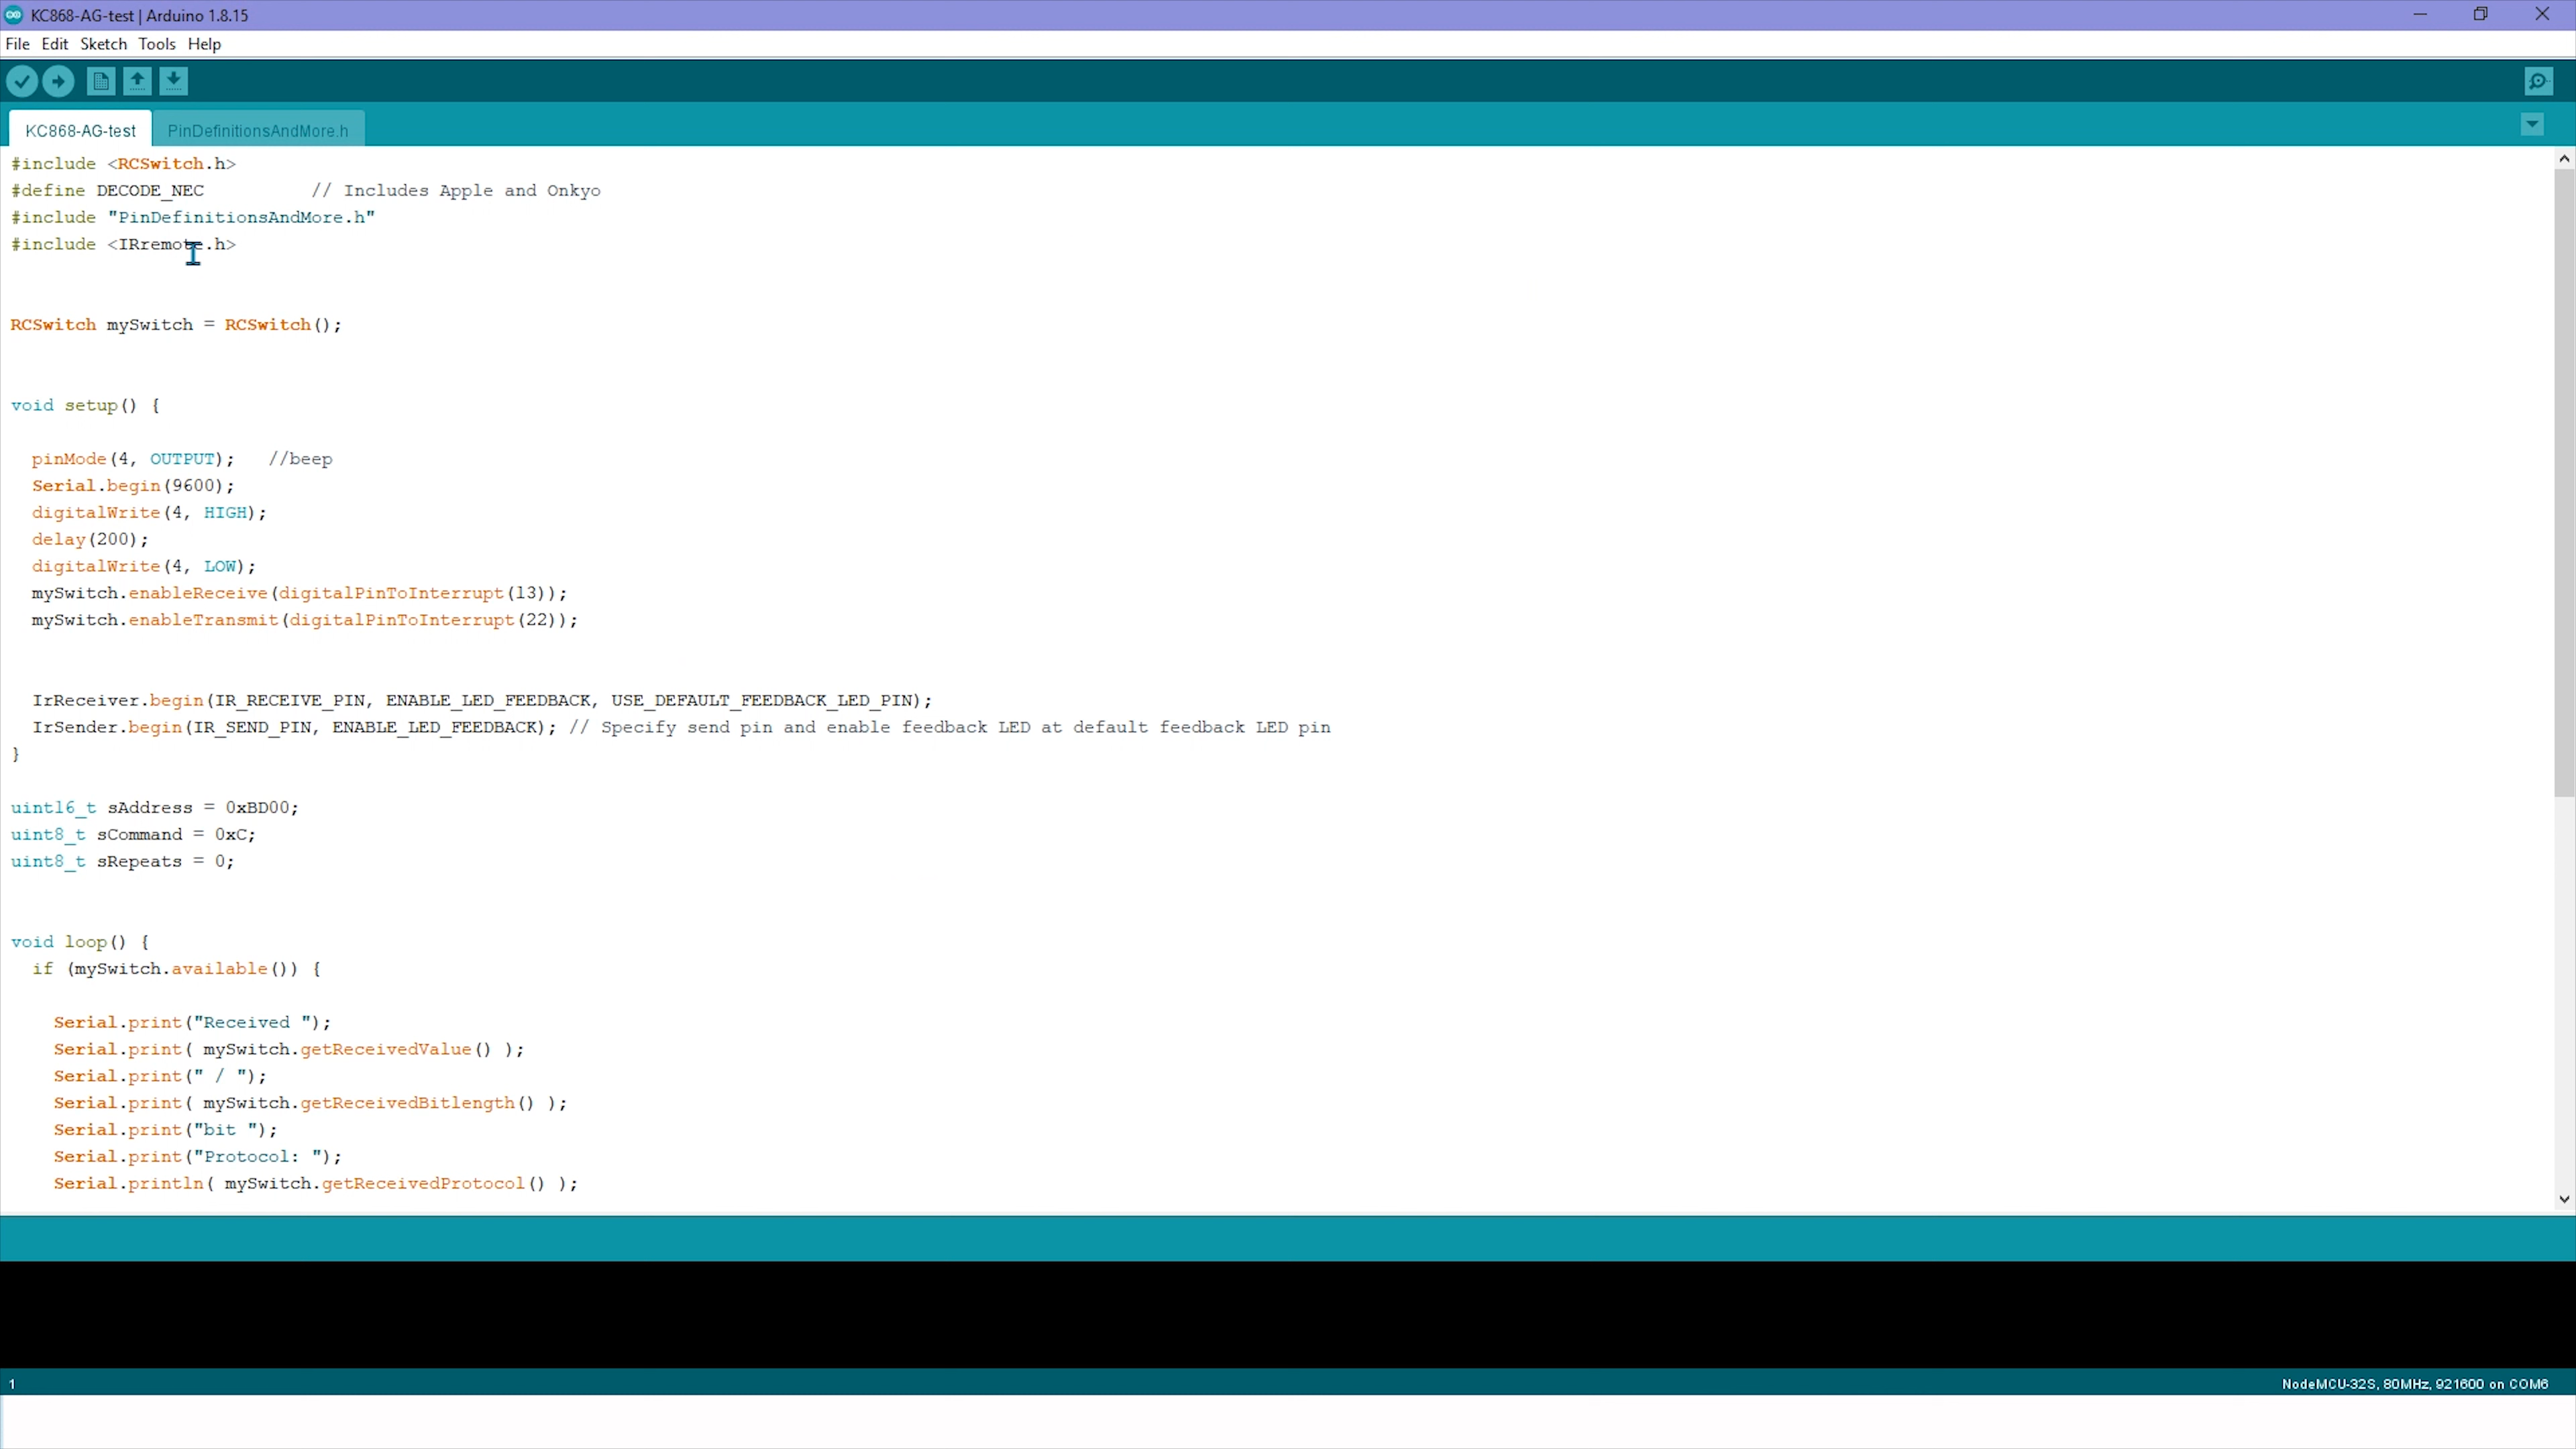 KC868-AG-test | Arduino 1.8.15
File Edit Sketch Tools Help
KC868-AG-test PinDefinitionsAndMore.h
#include <RCSwitch.h>
#define DECODE_NEC          // Includes Apple and Onkyo
#include "PinDefinitionsAndMore.h"
#include <IRremote.h>
RCSwitch mySwitch = RCSwitch();
void setup() {
  pinMode(4, OUTPUT);   //beep
  Serial.begin(9600);
  digitalWrite(4, HIGH);
  delay(200);
  digitalWrite(4, LOW);
  mySwitch.enableReceive(digitalPinToInterrupt(13));
  mySwitch.enableTransmit(digitalPinToInterrupt(22));
  IrReceiver.begin(IR_RECEIVE_PIN, ENABLE_LED_FEEDBACK, USE_DEFAULT_FEEDBACK_LED_PIN);
  IrSender.begin(IR_SEND_PIN, ENABLE_LED_FEEDBACK); // Specify send pin and enable feedback LED at default feedback LED pin
}
uint16_t sAddress = 0xBD00;
uint8_t sCommand = 0xC;
uint8_t sRepeats = 0;
void loop() {
  if (mySwitch.available()) {
    Serial.print("Received ");
    Serial.print( mySwitch.getReceivedValue() );
    Serial.print(" / ");
    Serial.print( mySwitch.getReceivedBitlength() );
    Serial.print("bit ");
    Serial.print("Protocol: ");
    Serial.println( mySwitch.getReceivedProtocol() );
1 NodeMCU-32S, 80MHz, 921600 on COM6